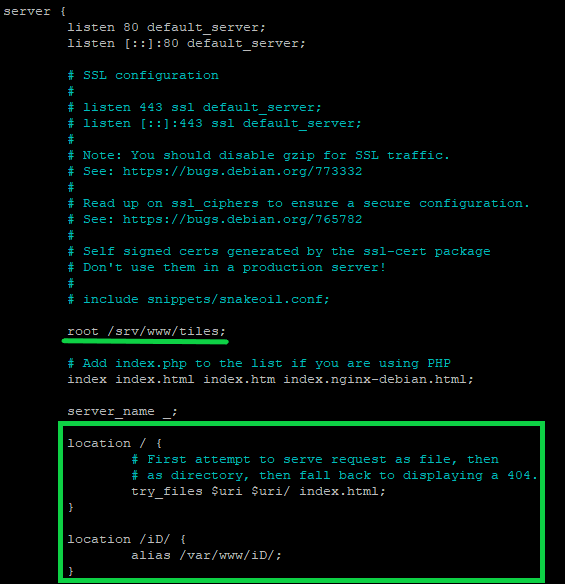 server {
listen 80 default_server;
listen [::]:80 default_server;
# SSL configuration
#
# listen 443 ssl default_server;
# listen [::]:443 ssl default_server;
#
# Note: You should disable gzip for SSL traffic.
# See: https://bugs.debian.org/773332
#
# Read up on ssl_ciphers to ensure a secure configuration.
# See: https://bugs.debian.org/765782
#
# Self signed certs generated by the ssl-cert package
# Don't use them in a production server!
#
# include snippets/snakeoil.conf;
root /srv/www/tiles;
# Add index.php to the list if you are using PHP
index index.html index.htm index.nginx-debian.html;
server_name _;
location / {
# First attempt to serve request as file, then
# as directory, then fall back to displaying a 404.
try_files $uri $uri/ index.html;
}
location /iD/ {
alias /var/www/iD/;
}